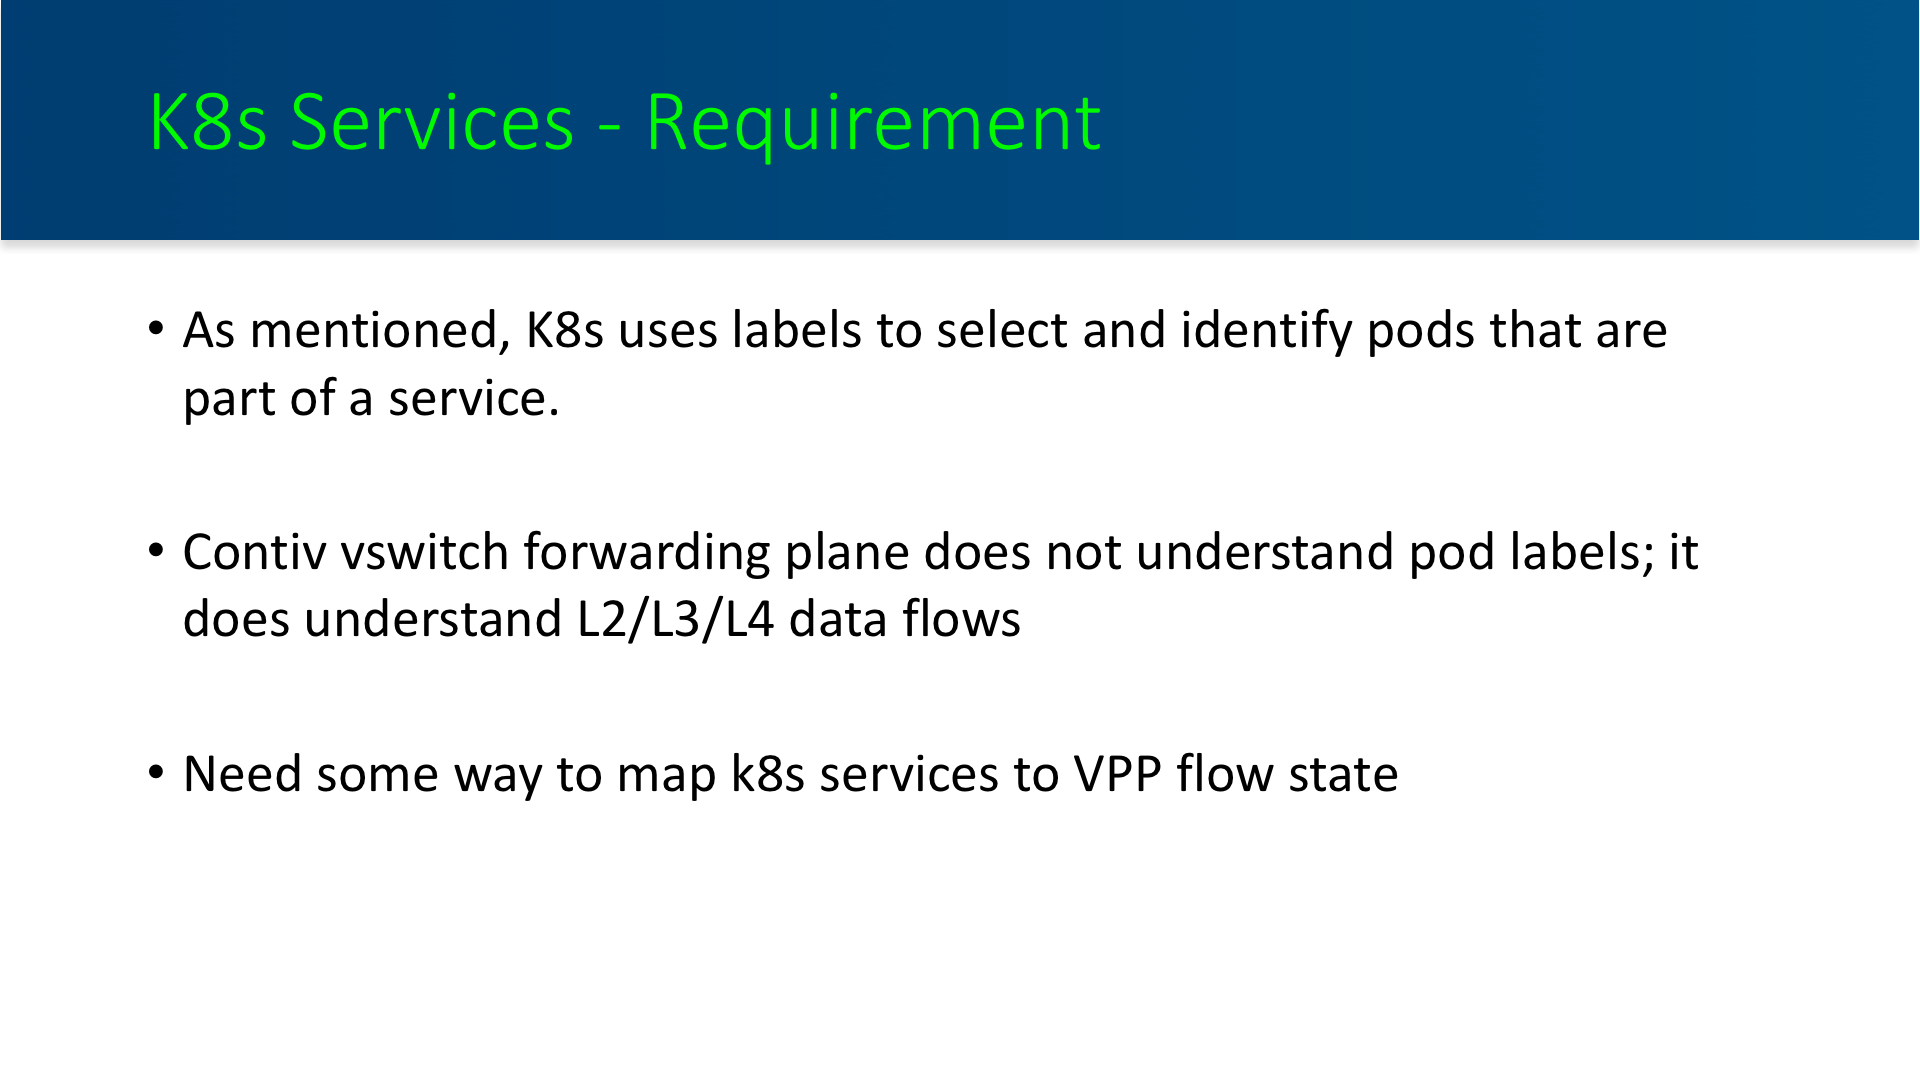 K8s Services - Requirement
• As mentioned, K8s uses labels to select and identify pods that are
part of a service.
• Contiv vswitch forwarding plane does not understand pod labels; it
does understand L2/L3/L4 data flows
• Need some way to map k8s services to VPP flow state